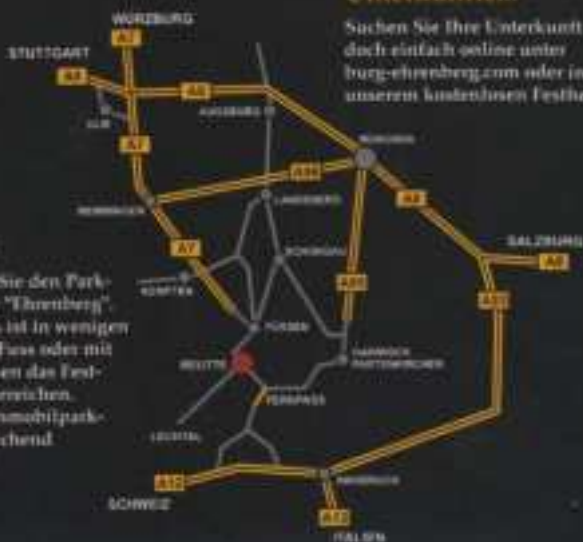 Suchen Sie Ihre Unterkunft
doch einfach online unter
burg-ehrenberg.com oder in
unserem kostenlosen
WÜRZBURG
A7
STUTTGART
A8
A8
ULM
AUGSBURG
A7
MÜNCHEN
A96
MEMMINGEN
LANDSBERG
A8
A7
SCHONGAU
SALZBURG
A8
KEMPTEN
A95
A93
Sie den Park-
"Ehrenberg".
ist in wenigen
Fuss oder mit
en das Fest-
reichen.
mmobilpark-
chend
FÜSSEN
REUTTE
GARMISCH
PARTENKIRCHEN
FERNPASS
LECHTAL
A12
INNSBRUCK
SCHWEIZ
A13
ITALIEN